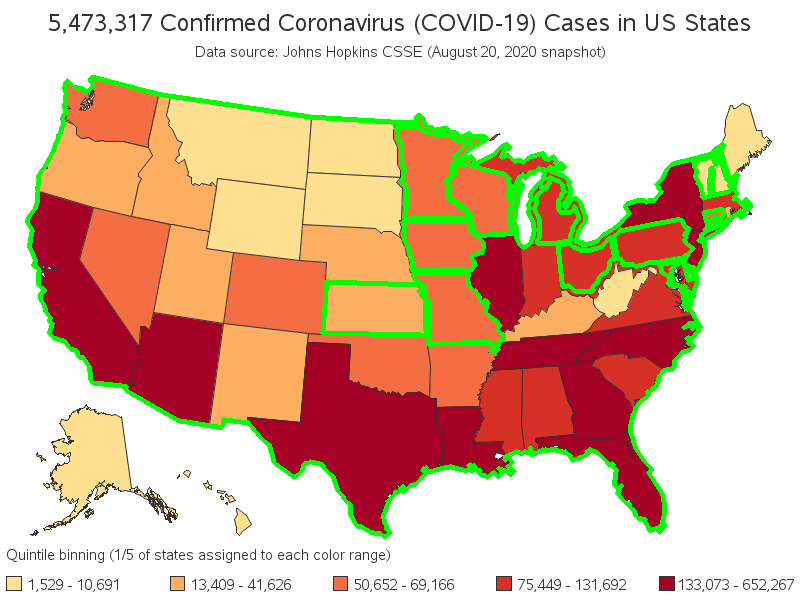 5,473,317 Confirmed Coronavirus (COVID-19) Cases in US States
Data source: Johns Hopkins CSSE (August 20, 2020 snapshot)
Quintile binning (1/5 of states assigned to each color range)
1,529 - 10,691 13,409 - 41,626 50,652 - 69,166 75,449 - 131,692 133,073 - 652,267